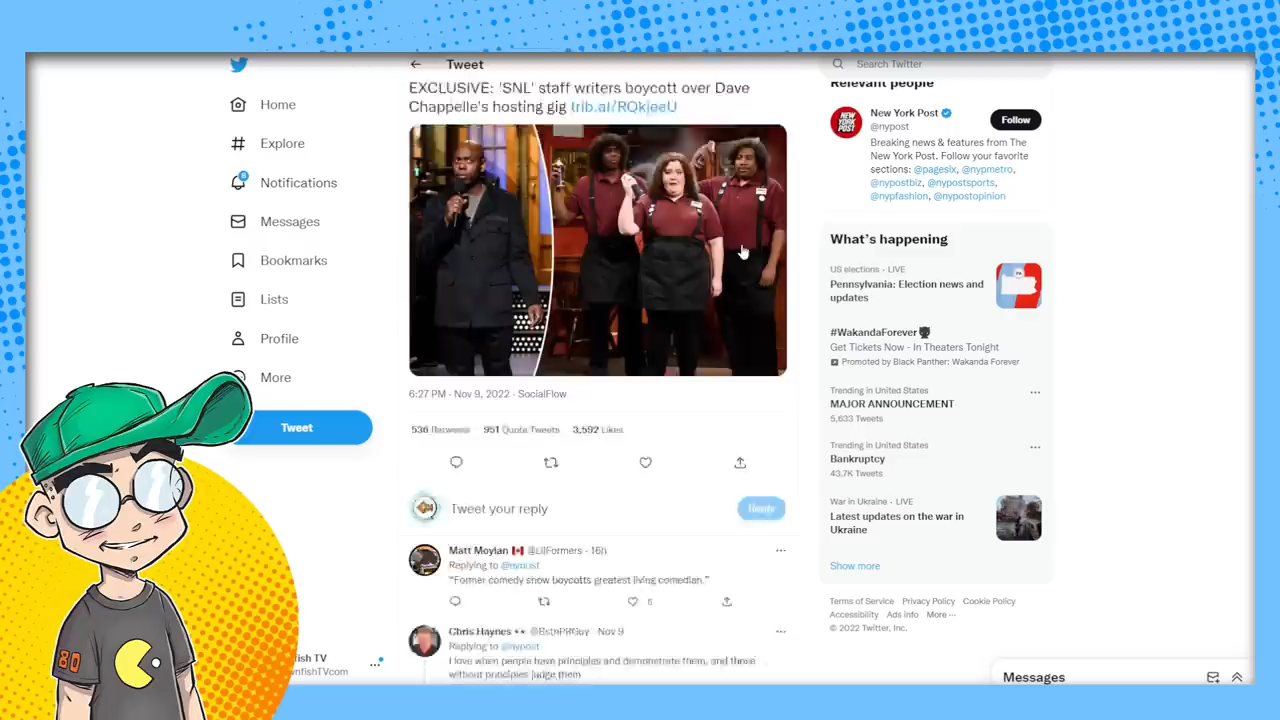 Tweet
Search Twitter
Home
Explore
8
Notifications
Messages
Bookmarks
Lists
Profile
More
Tweet
fish TV
wnfishTVcom
EXCLUSIVE: 'SNL' staff writers boycott over Dave
Chappelle's hosting gig trib.al/RQkjeeU
6:27 PM · Nov 9, 2022 · SocialFlow
536 Retweets 951 Quote Tweets 3,592 Likes
Tweet your reply
Reply
Matt Moylan @LilFormers · 16h
Replying to @nypost
"Former comedy show boycotts greatest living comedian."
6
Chris Haynes @BstnPRGuy Nov 9
Replying to @nypost
I love when people have principles and demonstrate them, and those
without principles judge them
Relevant people
NEW YORK POST
New York Post
@nypost
Follow
Breaking news & features from The
New York Post. Follow your favorite
sections: @pagesix, @nypmetro,
@nypostbiz, @nypostsports,
@nypfashion, @nypostopinion
What's happening
US elections · LIVE
Pennsylvania: Election news and
updates
PA
#WakandaForever
Get Tickets Now - In Theaters Tonight
Promoted by Black Panther: Wakanda Forever
Trending in United States
MAJOR ANNOUNCEMENT
5,633 Tweets
Trending in United States
Bankruptcy
43.7K Tweets
War in Ukraine · LIVE
Latest updates on the war in
Ukraine
Show more
Terms of Service Privacy Policy Cookie Policy
Accessibility Ads info More ···
© 2022 Twitter, Inc.
Messages
80